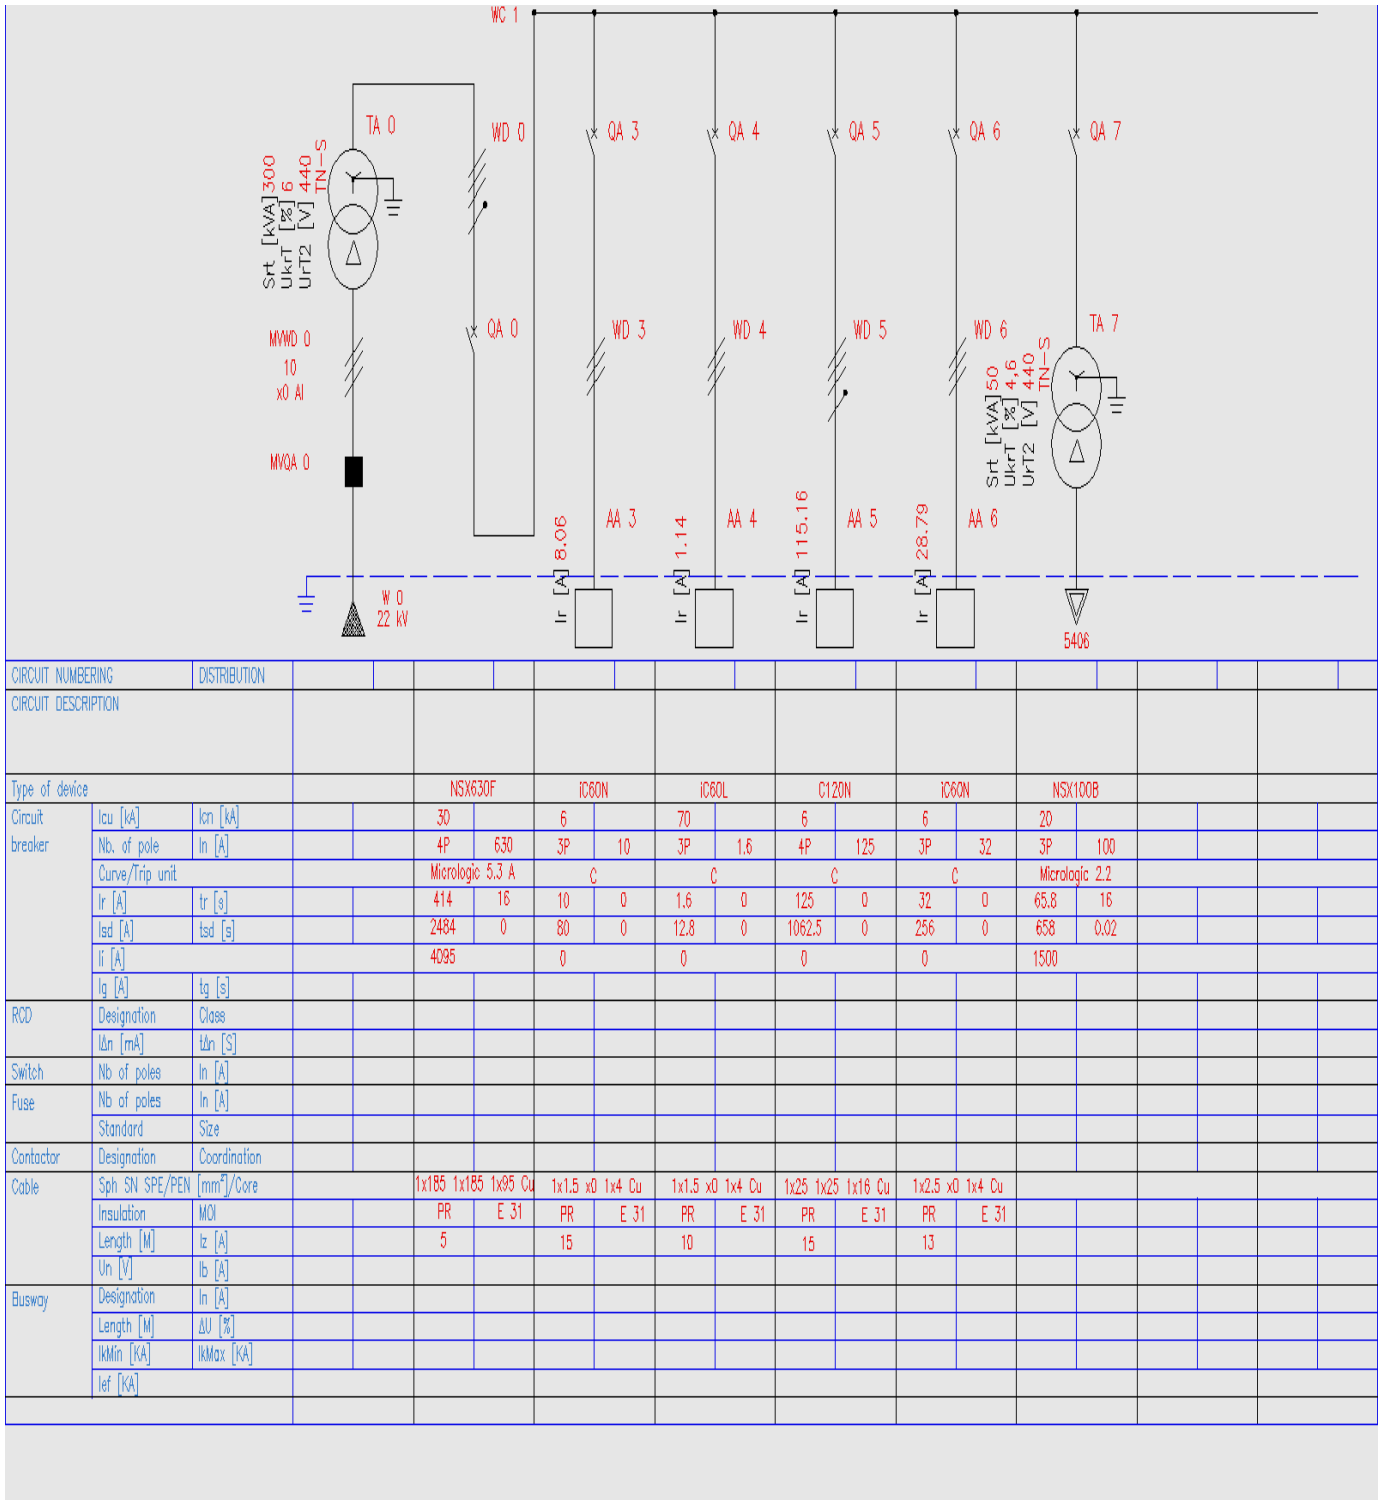 WC 1
TA 0
WD 0
QA 3
QA 4
QA 5
QA 6
QA 7
Srt [kVA] 300
UkrT [%] 6
UrT2 [V] 440
TN-S
MVWD 0
10
x0 Al
QA 0
WD 3
WD 4
WD 5
WD 6
TA 7
Srt [kVA] 50
UkrT [%] 4,6
UrT2 [V] 440
TN-S
MVQA 0
AA 3
AA 4
AA 5
AA 6
Ir [A] 8.06
Ir [A] 1.14
Ir [A] 115.16
Ir [A] 28.79
W 0
22 kV
5406
CIRCUIT NUMBERING DISTRIBUTION
CIRCUIT DESCRIPTION
Type of device NSX630F iC60N iC60L C120N iC60N NSX100B
Circuit Icu [kA] Icn [kA] 30 6 70 6 6 20
breaker Nb. of pole In [A] 4P 630 3P 10 3P 1.6 4P 125 3P 32 3P 100
Curve/Trip unit Micrologic 5.3 A C C C C Micrologic 2.2
Ir [A] tr [s] 414 16 10 0 1.6 0 125 0 32 0 65.8 16
Isd [A] tsd [s] 2484 0 80 0 12.8 0 1062.5 0 256 0 658 0.02
Ii [A] 4095 0 0 0 0 1500
Ig [A] tg [s]
RCD Designation Class
IΔn [mA] tΔn [S]
Switch Nb of poles In [A]
Fuse Nb of poles In [A]
Standard Size
Contactor Designation Coordination
Cable Sph SN SPE/PEN [mm²]/Core 1x185 1x185 1x95 Cu 1x1.5 x0 1x4 Cu 1x1.5 x0 1x4 Cu 1x25 1x25 1x16 Cu 1x2.5 x0 1x4 Cu
Insulation MOI PR E 31 PR E 31 PR E 31 PR E 31 PR E 31
Length [M] Iz [A] 5 15 10 15 13
Un [V] Ib [A]
Busway Designation In [A]
Length [M] ΔU [%]
IkMin [KA] IkMax [KA]
Ief [KA]